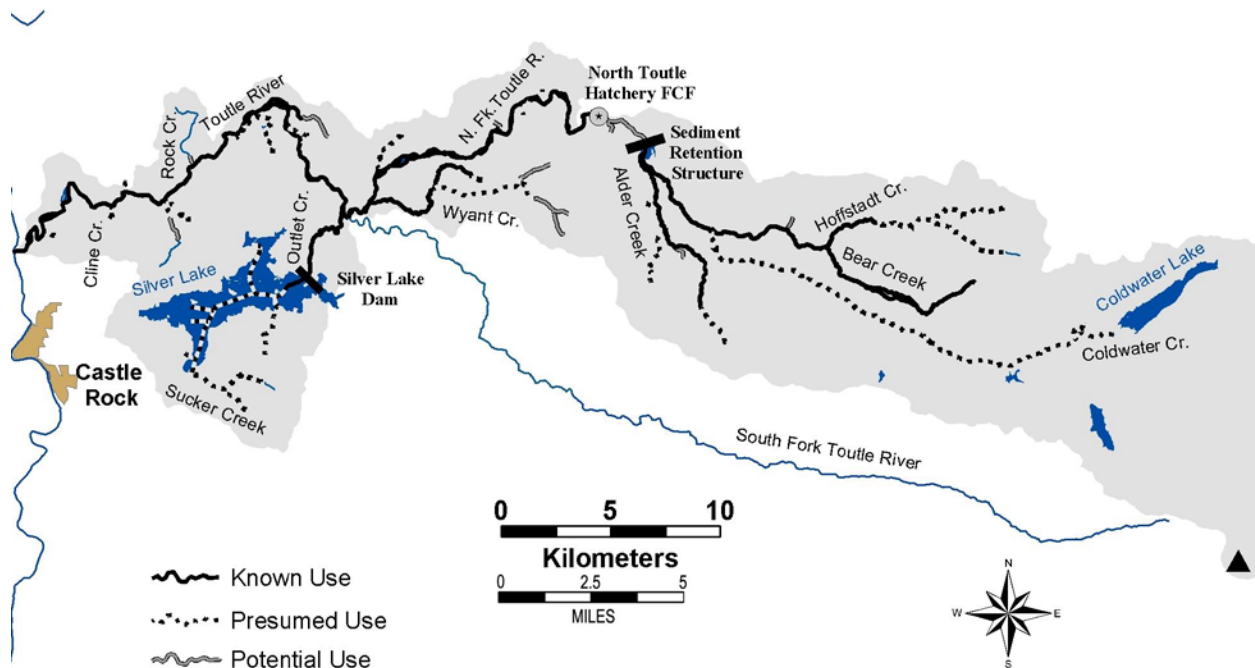 North Toutle
Hatchery FCF
N. Fk. Toutle R.
Toutle River
Rock Cr.
Sediment
Retention
Structure
Alder Creek
Hoffstadt Cr.
Wyant Cr.
Outlet Cr.
Cline Cr.
Bear Creek
Silver Lake
Silver Lake
Dam
Coldwater Lake
Coldwater Cr.
Castle
Rock
Sucker Creek
South Fork Toutle River
0 5 10
Kilometers
0 2.5 5
MILES
Known Use
Presumed Use
Potential Use
N
W E
S